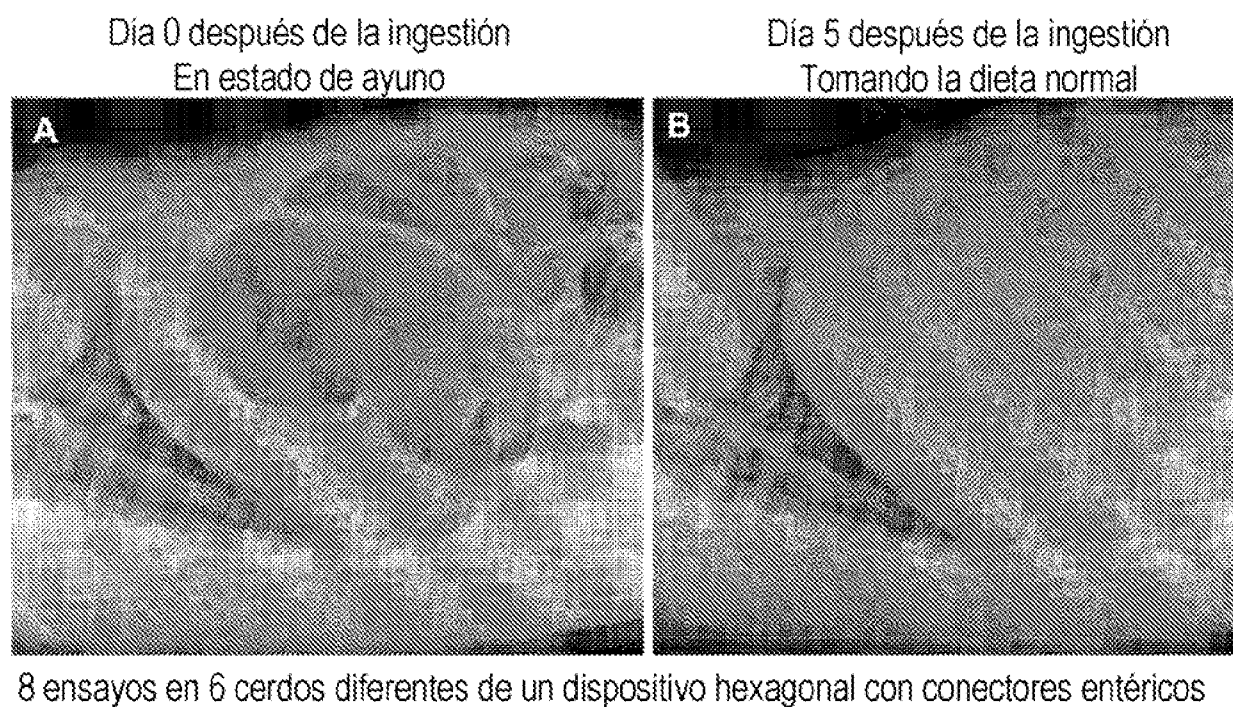 Día 0 después de la ingestión
En estado de ayuno
Día 5 después de la ingestión
Tomando la dieta normal
A
B
8 ensayos en 6 cerdos diferentes de un dispositivo hexagonal con conectores entéricos